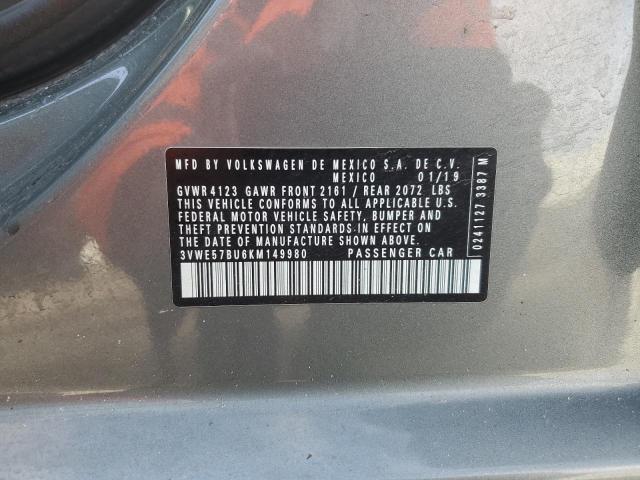 MFD BY VOLKSWAGEN DE MEXICO S.A. DE C.V.
MEXICO 01/19
GVWR 4123 GAWR FRONT 2161 / REAR 2072 LBS
THIS VEHICLE CONFORMS TO ALL APPLICABLE U.S.
FEDERAL MOTOR VEHICLE SAFETY, BUMPER AND
THEFT PREVENTION STANDARDS IN EFFECT ON
THE DATE OF MANUFACTURE SHOWN ABOVE.
3VWE57BU6KM149980 PASSENGER CAR
0241127 3387 M